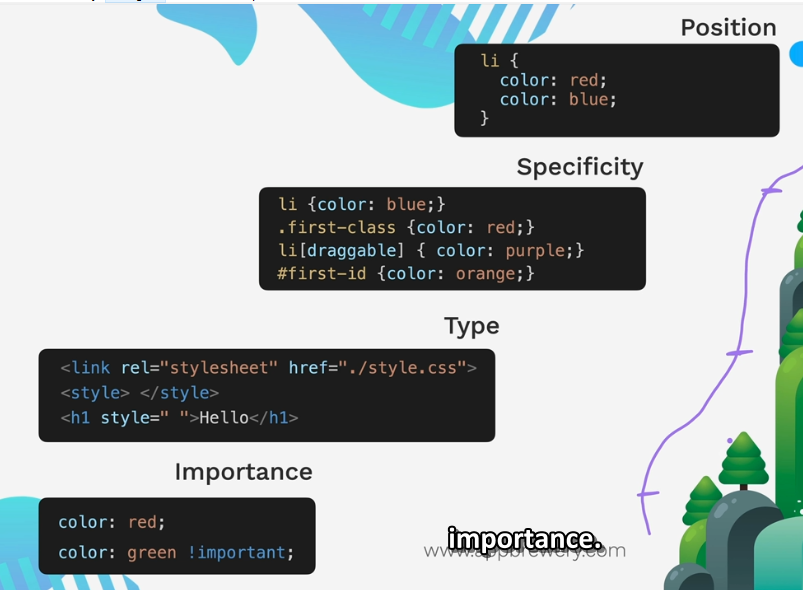 Position
li {
color: red;
color: blue;
}
Specificity
li {color: blue;}
.first-class {color: red;}
li[draggable] { color: purple;}
#first-id {color: orange;}
Type
<link rel="stylesheet" href="./style.css">
<style> </style>
<h1 style=" ">Hello</h1>
Importance
color: red;
color: green !important;
importance.
www.appbrewery.com